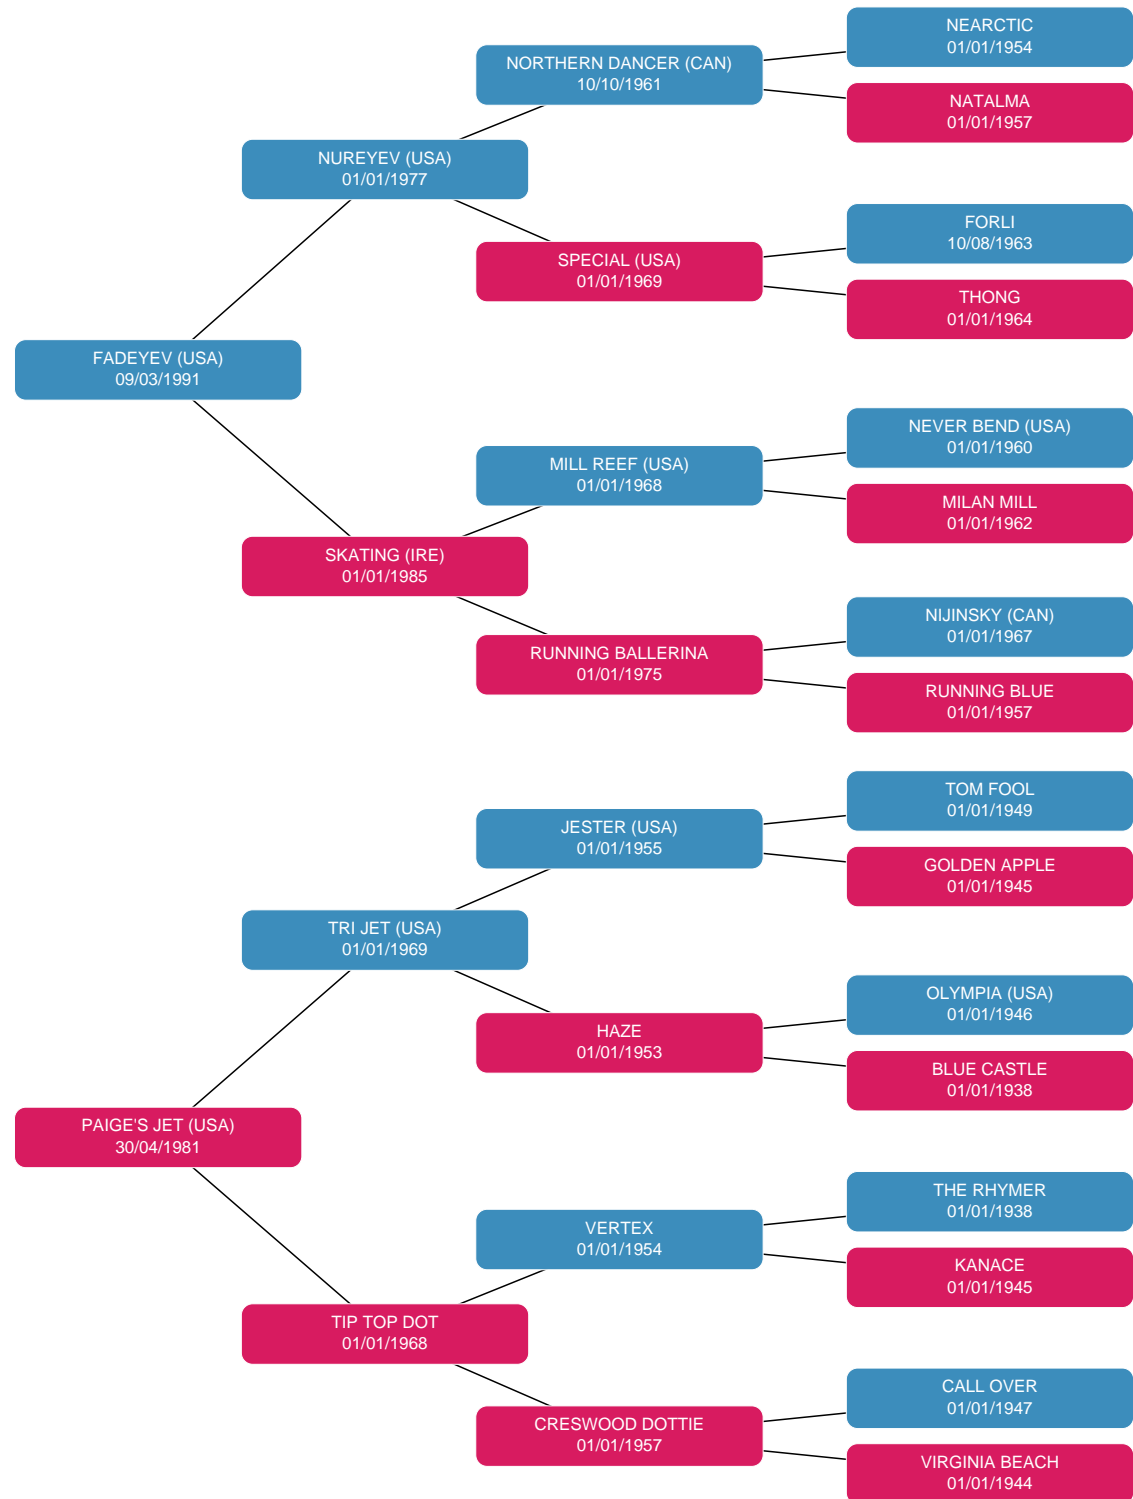 NEARCTIC
01/01/1954
NORTHERN DANCER (CAN)
10/10/1961
NATALMA
01/01/1957
NUREYEV (USA)
01/01/1977
FORLI
10/08/1963
SPECIAL (USA)
01/01/1969
THONG
01/01/1964
FADEYEV (USA)
09/03/1991
NEVER BEND (USA)
01/01/1960
MILL REEF (USA)
01/01/1968
MILAN MILL
01/01/1962
SKATING (IRE)
01/01/1985
NIJINSKY (CAN)
01/01/1967
RUNNING BALLERINA
01/01/1975
RUNNING BLUE
01/01/1957
TOM FOOL
01/01/1949
JESTER (USA)
01/01/1955
GOLDEN APPLE
01/01/1945
TRI JET (USA)
01/01/1969
OLYMPIA (USA)
01/01/1946
HAZE
01/01/1953
BLUE CASTLE
01/01/1938
PAIGE'S JET (USA)
30/04/1981
THE RHYMER
01/01/1938
VERTEX
01/01/1954
KANACE
01/01/1945
TIP TOP DOT
01/01/1968
CALL OVER
01/01/1947
CRESWOOD DOTTIE
01/01/1957
VIRGINIA BEACH
01/01/1944